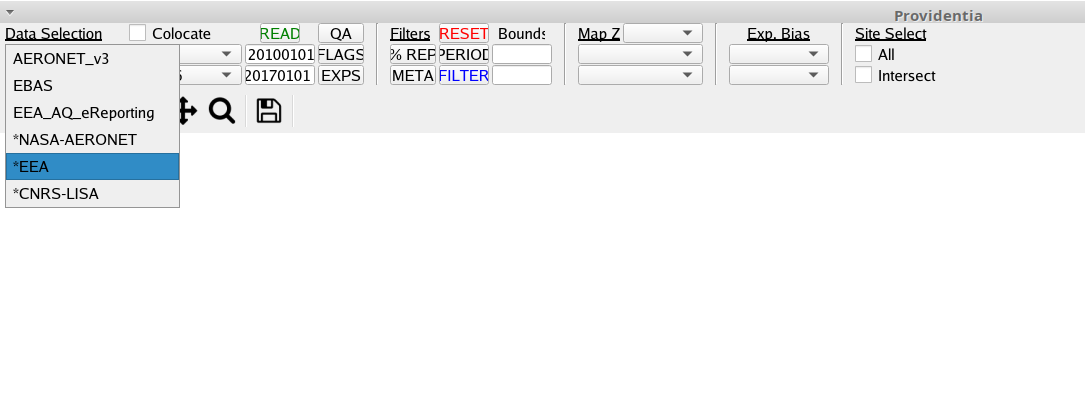 Providentia
Data Selection Colocate READ QA Filters RESET Bounds Map Z Exp. Bias Site Select
AERONET_v3 20100101 FLAGS % REP PERIOD All
EBAS 20170101 EXPS META FILTER Intersect
EEA_AQ_eReporting
*NASA-AERONET
*EEA
*CNRS-LISA